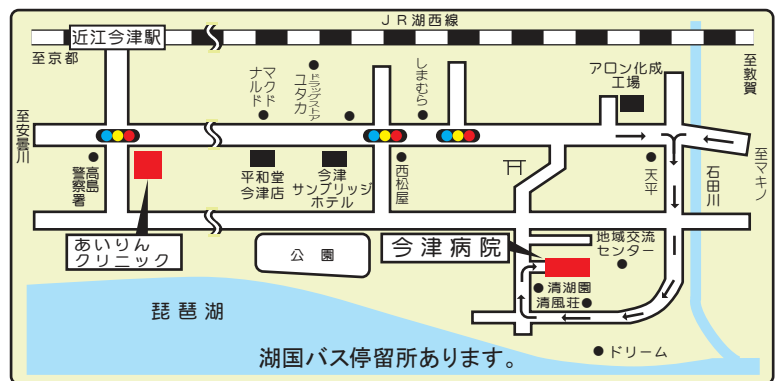 JR湖西線
近江今津駅
至京都
至敦賀
至安曇川
マクド
ナルド
ドラッグストア
ユタカ
しまむら
アロン化成
工場
高島
警察署
平和堂
今津店
今津
サンブリッジ
ホテル
西松屋
天平
石田川
至マキノ
あいりん
クリニック
公園
今津病院
地域交流
センター
清湖園
清風荘
琵琶湖
湖国バス停留所あります。
ドリーム